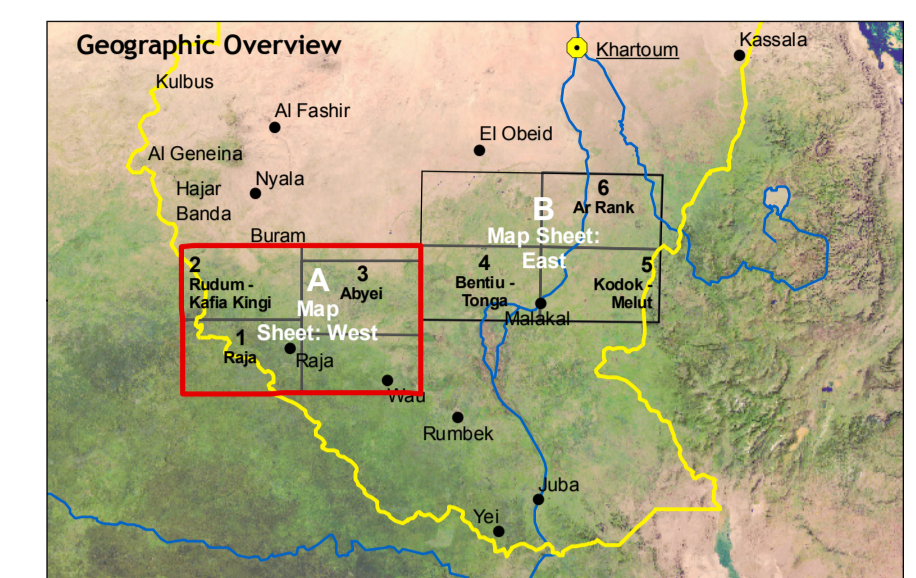 Geographic Overview
Khartoum
Kassala
Kulbus
Al Fashir
El Obeid
Al Geneina
Nyala
Hajar
Banda
6
Ar Rank
B
Map Sheet:
East
Buram
2
Rudum -
Kafia Kingi
A
Map
Sheet: West
3
Abyei
4
Bentiu -
Tonga
5
Kodok -
Melut
Malakal
1
Raja
Raja
Wau
Rumbek
Juba
Yei